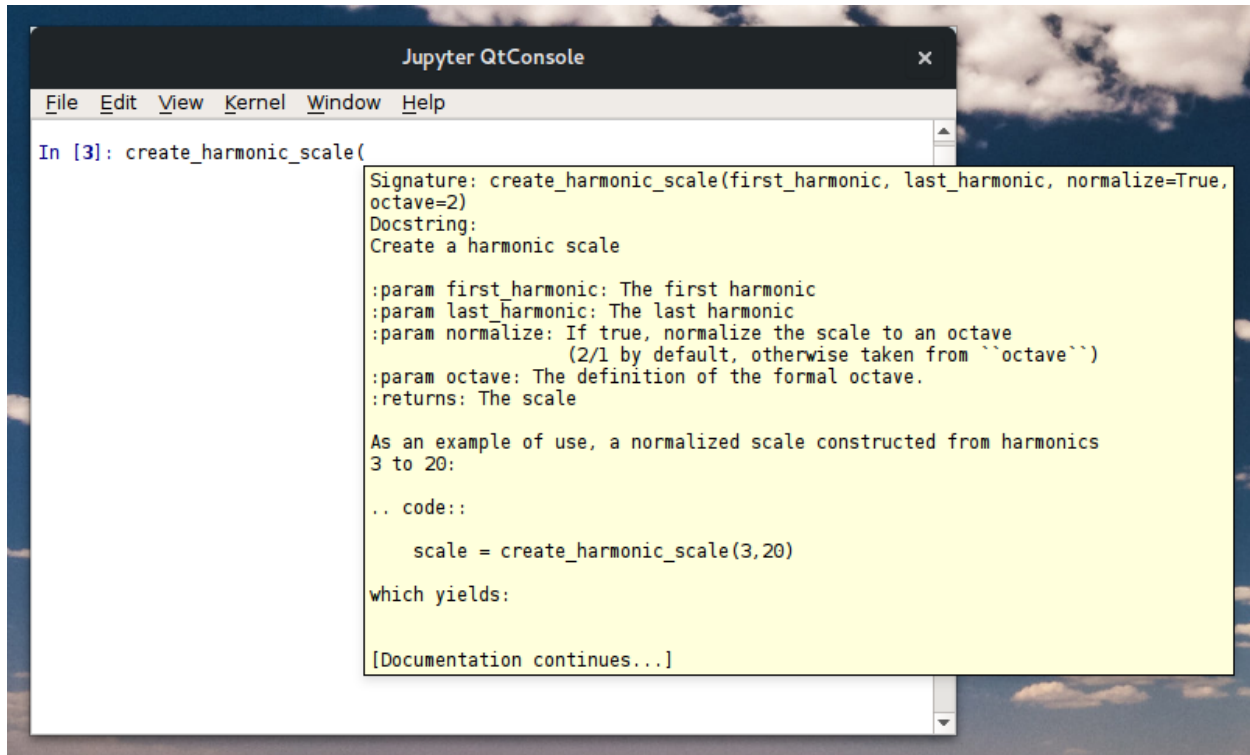 Jupyter QtConsole
File Edit View Kernel Window Help
In [3]: create_harmonic_scale(
Signature: create_harmonic_scale(first_harmonic, last_harmonic, normalize=True,
octave=2)
Docstring:
Create a harmonic scale

:param first_harmonic: The first harmonic
:param last_harmonic: The last harmonic
:param normalize: If true, normalize the scale to an octave
                  (2/1 by default, otherwise taken from ``octave``)
:param octave: The definition of the formal octave.
:returns: The scale

As an example of use, a normalized scale constructed from harmonics
3 to 20:

.. code::

    scale = create_harmonic_scale(3,20)

which yields:

[Documentation continues...]